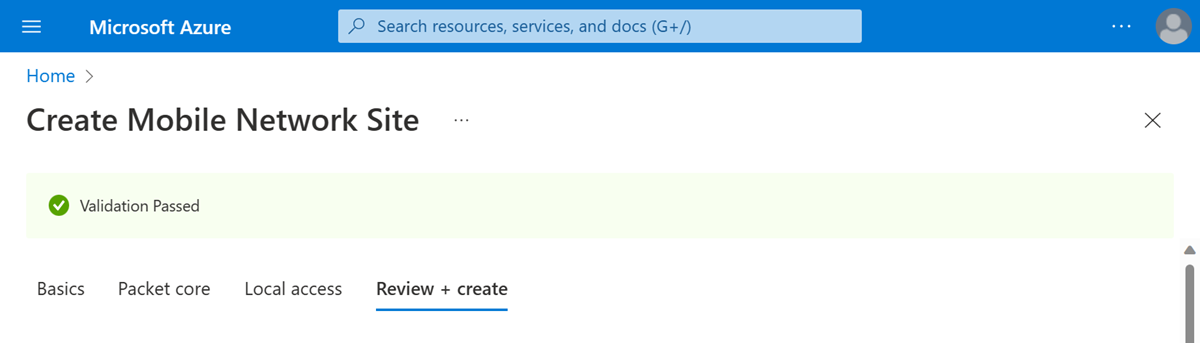 Microsoft Azure
Search resources, services, and docs (G+/)
Home
Create Mobile Network Site
Validation Passed
Basics Packet core Local access Review + create